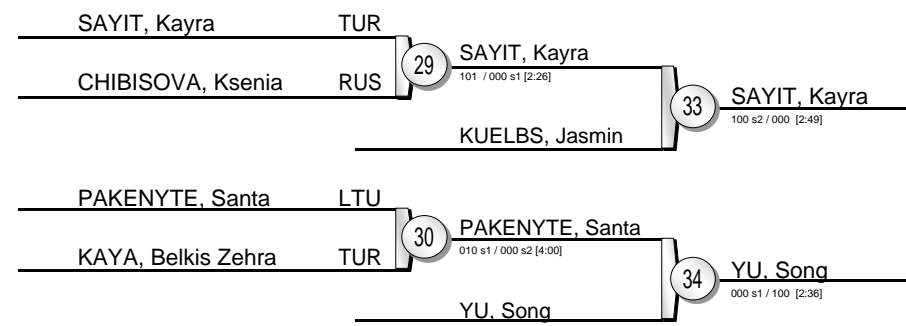 SAYIT, Kayra TUR
29
SAYIT, Kayra
101 / 000 s1 [2:26]
CHIBISOVA, Ksenia RUS
33
SAYIT, Kayra
100 s2 / 000 [2:49]
KUELBS, Jasmin
PAKENYTE, Santa LTU
30
PAKENYTE, Santa
010 s1 / 000 s2 [4:00]
KAYA, Belkis Zehra TUR
34
YU, Song
000 s1 / 100 [2:36]
YU, Song